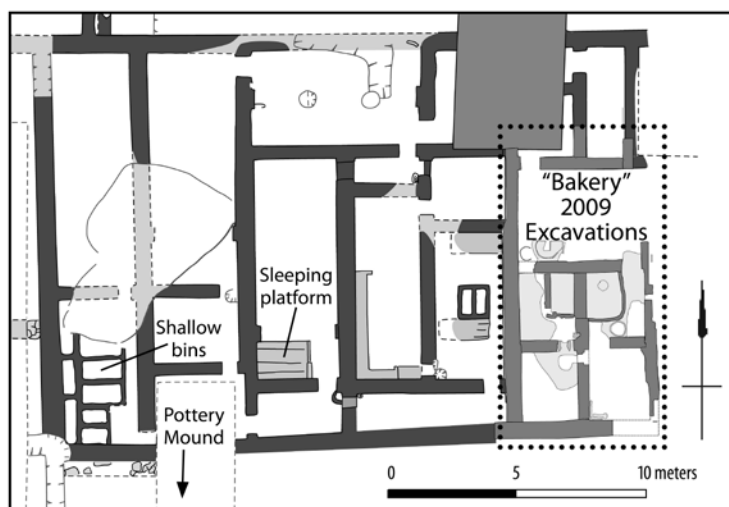 “Bakery”
2009
Excavations
Sleeping
platform
Shallow
bins
Pottery
Mound
0 5 10 meters